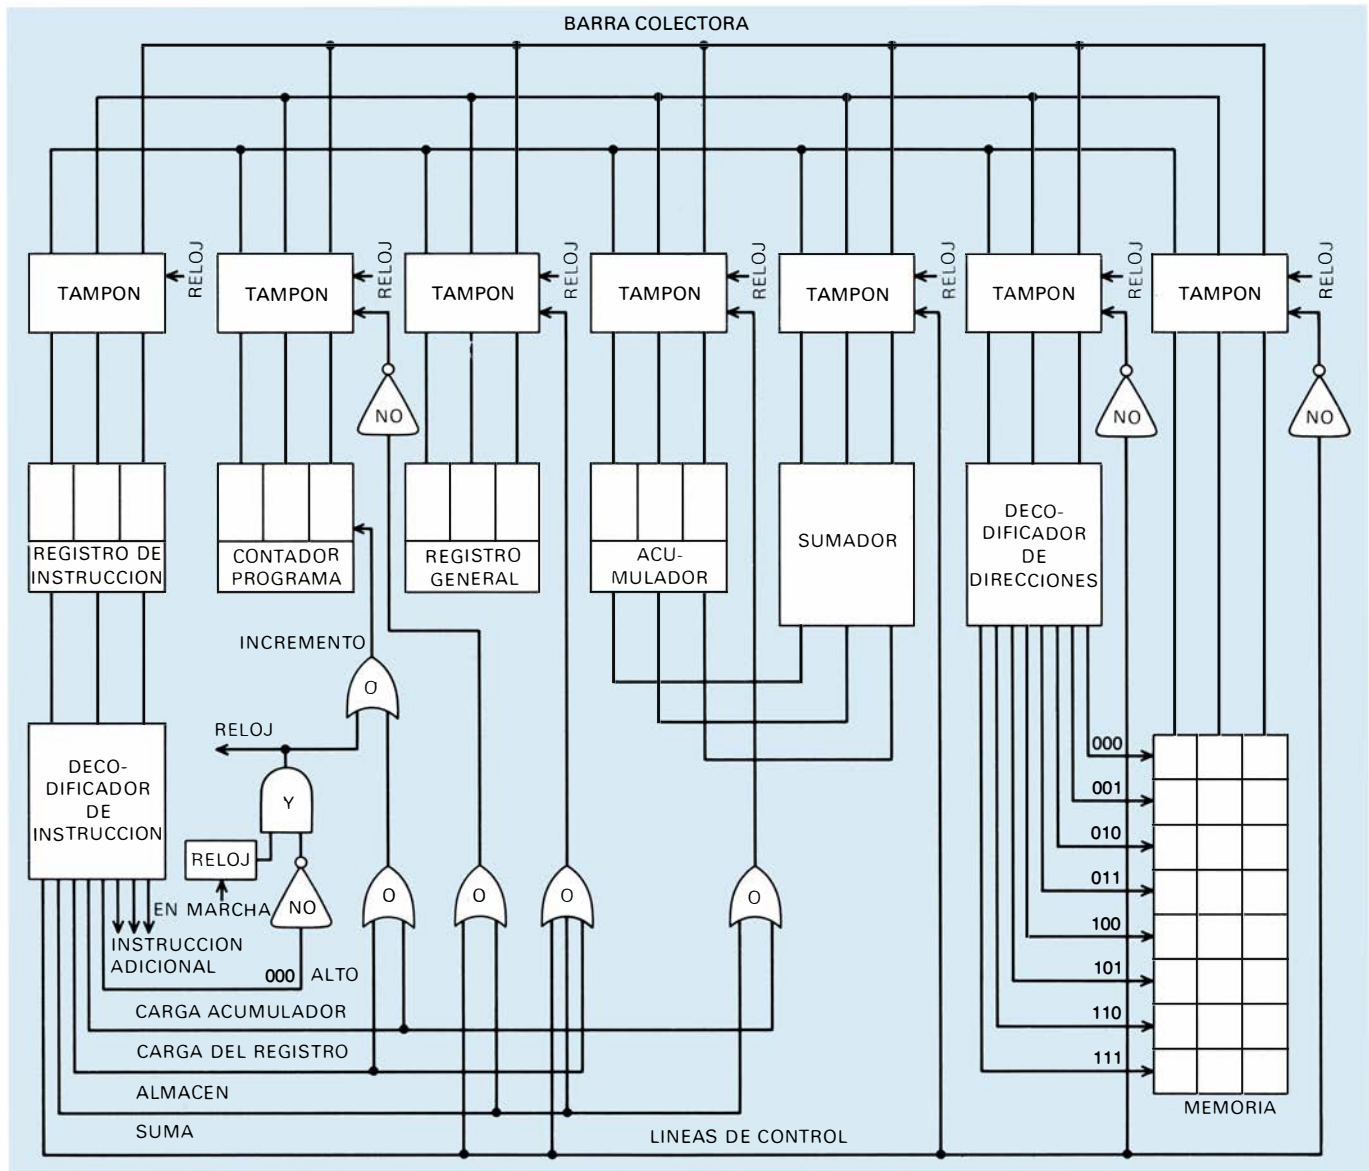 BARRA COLECTORA
RELOJ
RELOJ
RELOJ
RELOJ
RELOJ
RELOJ
RELOJ
TAMPON
TAMPON
TAMPON
TAMPON
TAMPON
TAMPON
TAMPON
NO
NO
NO
REGISTRO DE
INSTRUCCION
CONTADOR
PROGRAMA
REGISTRO
GENERAL
ACU-
MULADOR
SUMADOR
DECO-
DIFICADOR
DE
DIRECCIONES
INCREMENTO
O
RELOJ
DECO-
DIFICADOR
DE
INSTRUCCION
Y
RELOJ
EN MARCHA
NO
O
O
O
O
INSTRUCCION
ADICIONAL
000 ALTO
CARGA ACUMULADOR
CARGA DEL REGISTRO
ALMACEN
SUMA
LINEAS DE CONTROL
000
001
010
011
100
101
110
111
MEMORIA